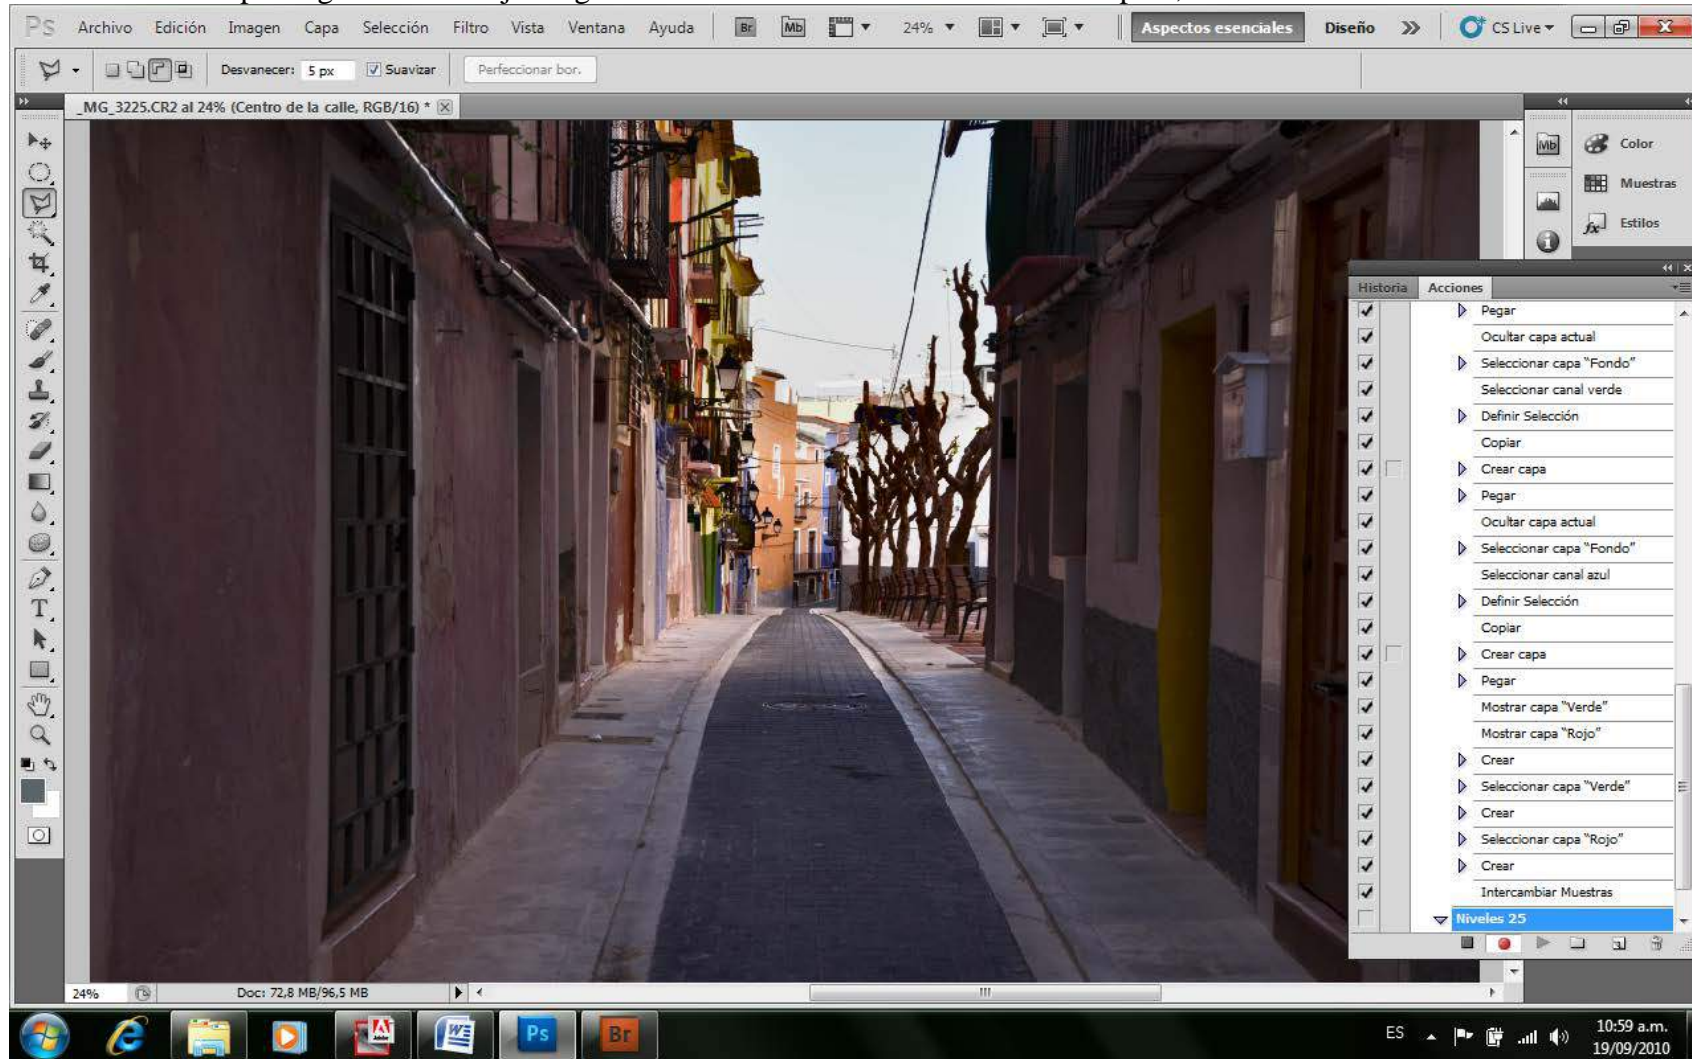 Ps Archivo Edición Imagen Capa Selección Filtro Vista Ventana Ayuda Br Mb 24% Aspectos esenciales Diseño CS Live
Desvanecer: 5 px Suavizar Perfeccionar bor.
_MG_3225.CR2 al 24% (Centro de la calle, RGB/16) *
Mb Color
Muestras
Estilos
Historia Acciones
Pegar
Ocultar capa actual
Seleccionar capa "Fondo"
Seleccionar canal verde
Definir Selección
Copiar
Crear capa
Pegar
Ocultar capa actual
Seleccionar capa "Fondo"
Seleccionar canal azul
Definir Selección
Copiar
Crear capa
Pegar
Mostrar capa "Verde"
Mostrar capa "Rojo"
Crear
Seleccionar capa "Verde"
Crear
Seleccionar capa "Rojo"
Crear
Intercambiar Muestras
Niveles 25
24% Doc: 72,8 MB/96,5 MB
Adobe Ps Br ES 10:59 a.m.
19/09/2010